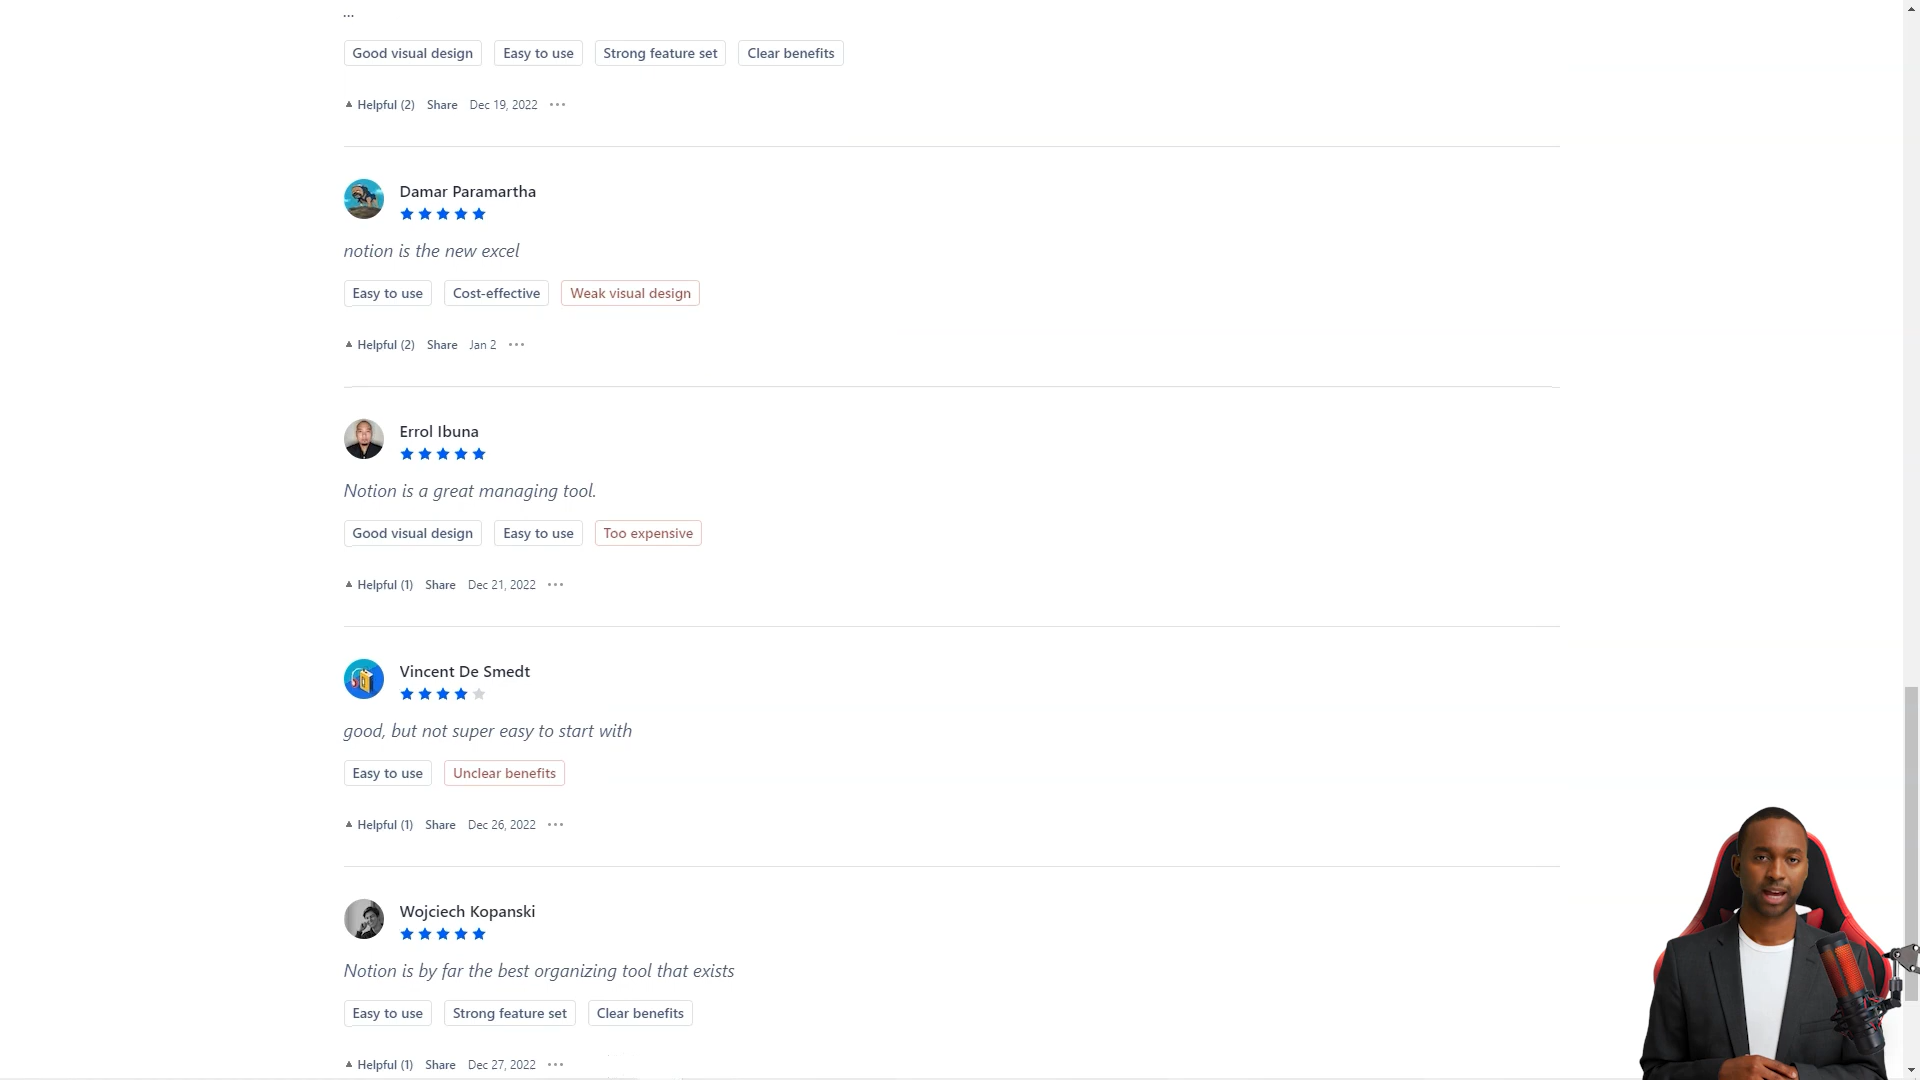 ...
Good visual design Easy to use Strong feature set Clear benefits
Helpful (2) Share Dec 19, 2022
Damar Paramartha
notion is the new excel
Easy to use Cost-effective Weak visual design
Helpful (2) Share Jan 2
Errol Ibuna
Notion is a great managing tool.
Good visual design Easy to use Too expensive
Helpful (1) Share Dec 21, 2022
Vincent De Smedt
good, but not super easy to start with
Easy to use Unclear benefits
Helpful (1) Share Dec 26, 2022
Wojciech Kopanski
Notion is by far the best organizing tool that exists
Easy to use Strong feature set Clear benefits
Helpful (1) Share Dec 27, 2022